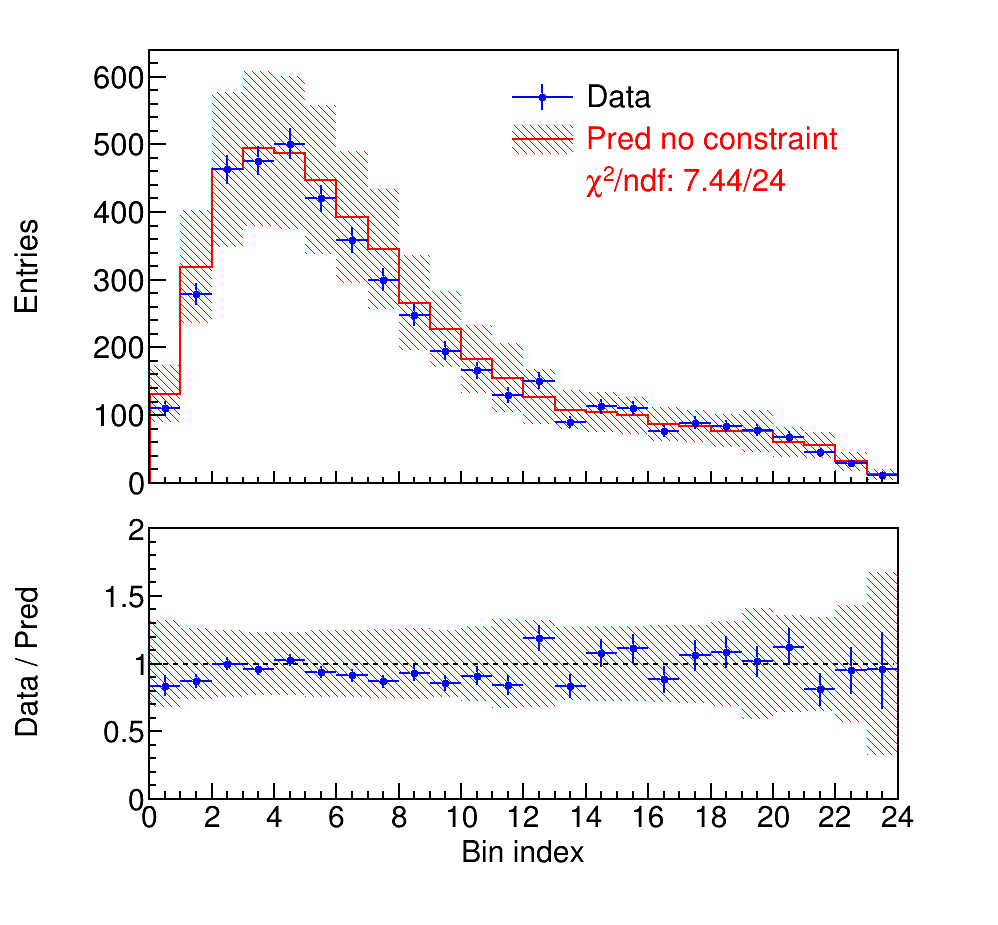 600
500
400
300
200
100
0
Entries
Data
Pred no constraint
χ²/ndf: 7.44/24
2
1.5
1
0.5
0
Data / Pred
0 2 4 6 8 10 12 14 16 18 20 22 24
Bin index